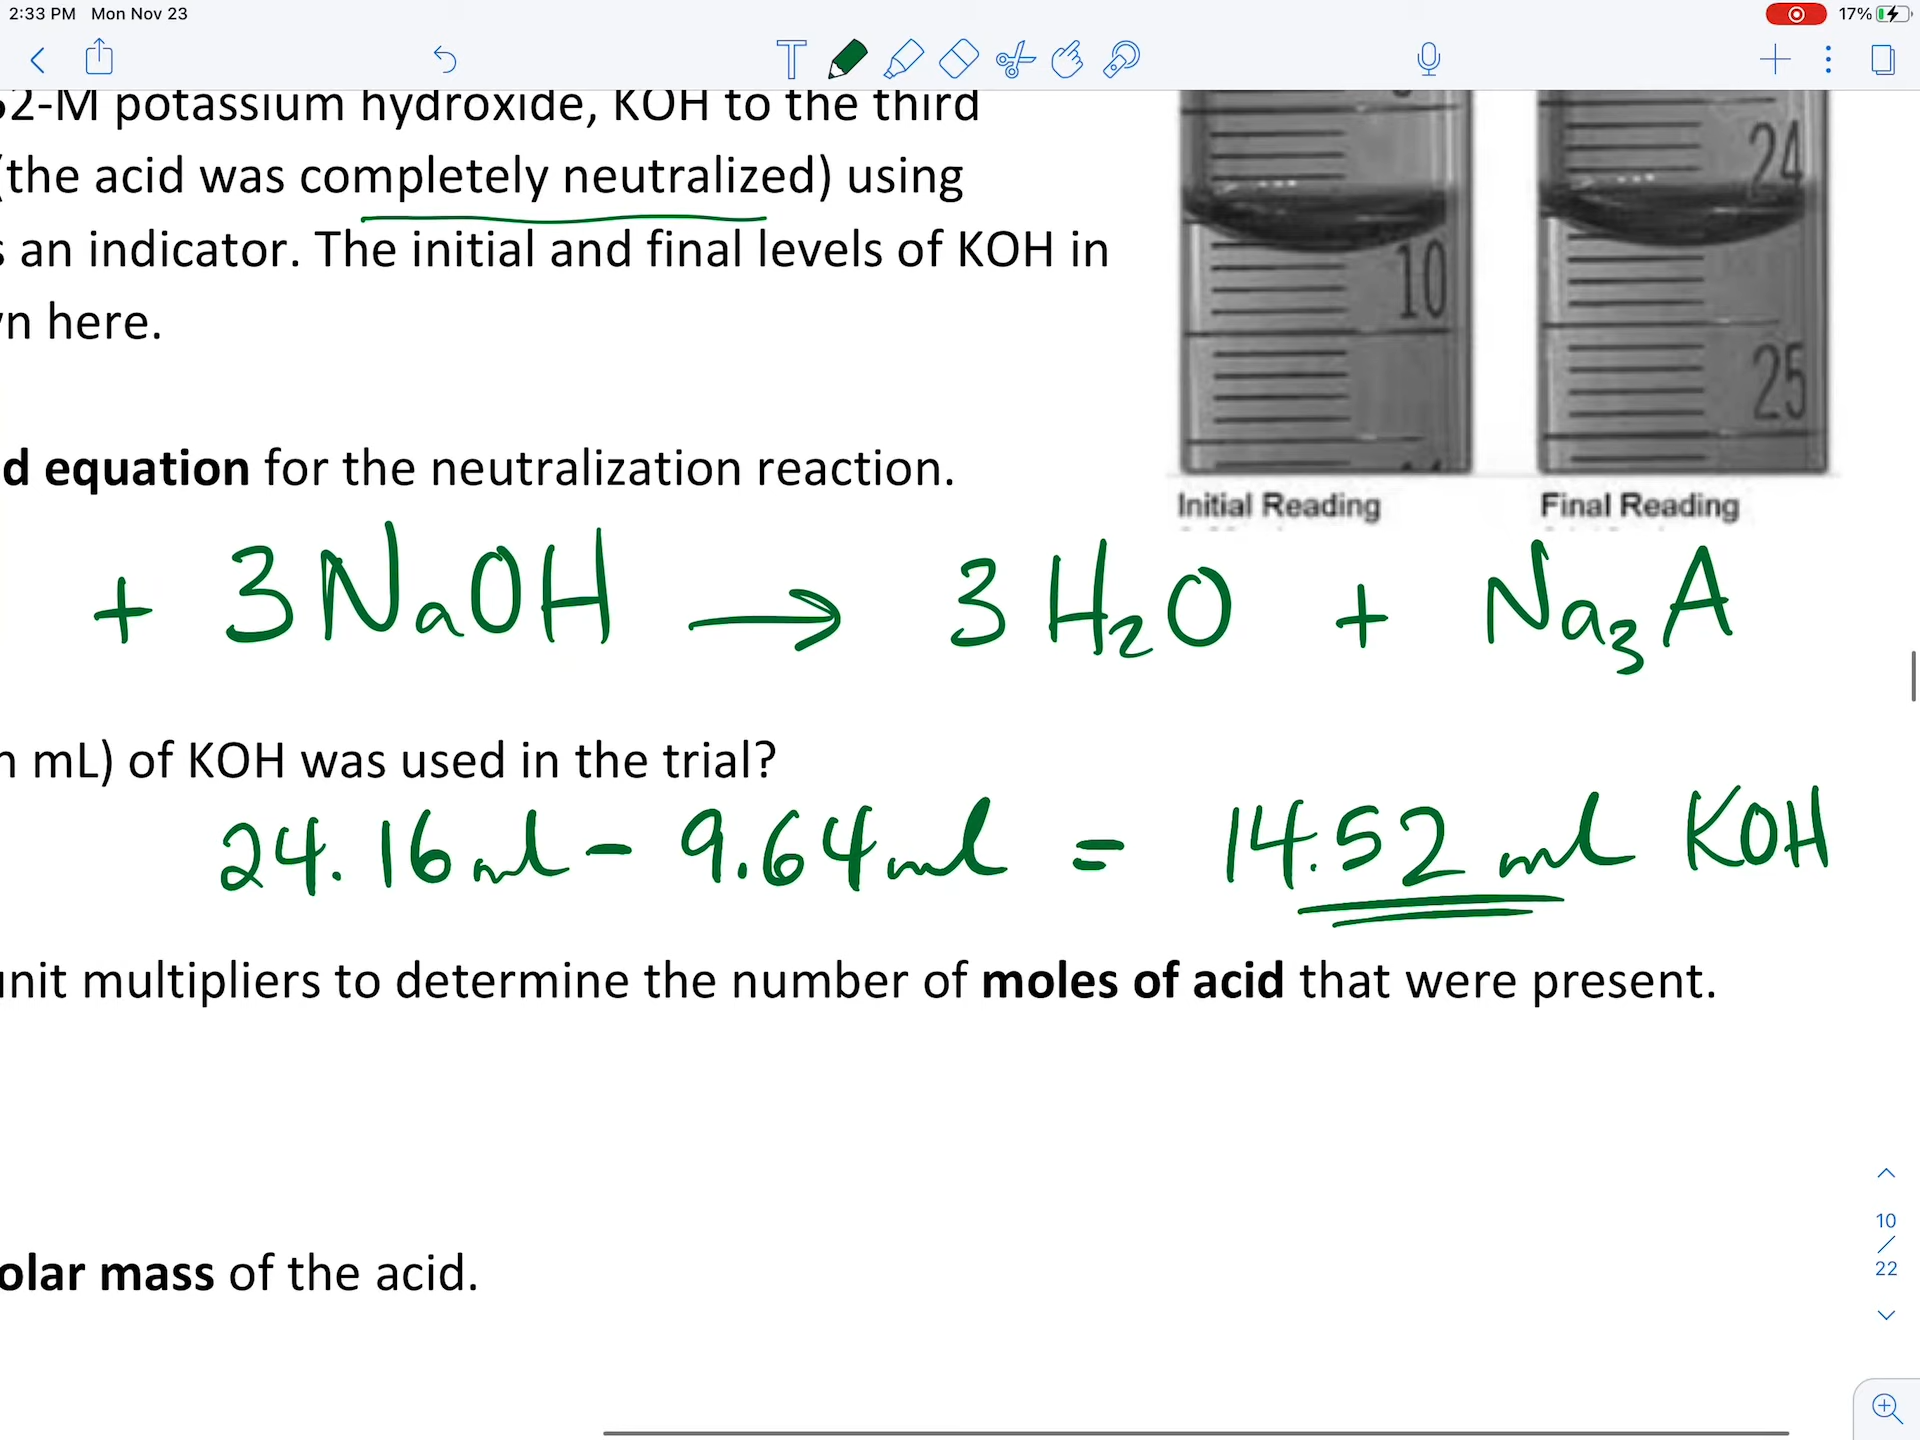 2:33 PM Mon Nov 23
17%
52-M potassium hydroxide, KOH to the third
(the acid was completely neutralized) using
s an indicator. The initial and final levels of KOH in
n here.
24
10
25
Initial Reading Final Reading
d equation for the neutralization reaction.
+ 3NaOH → 3H₂O + Na₃A
n mL) of KOH was used in the trial?
24.16 ml - 9.64 ml = 14.52 ml KOH
unit multipliers to determine the number of moles of acid that were present.
olar mass of the acid.
10
/
22